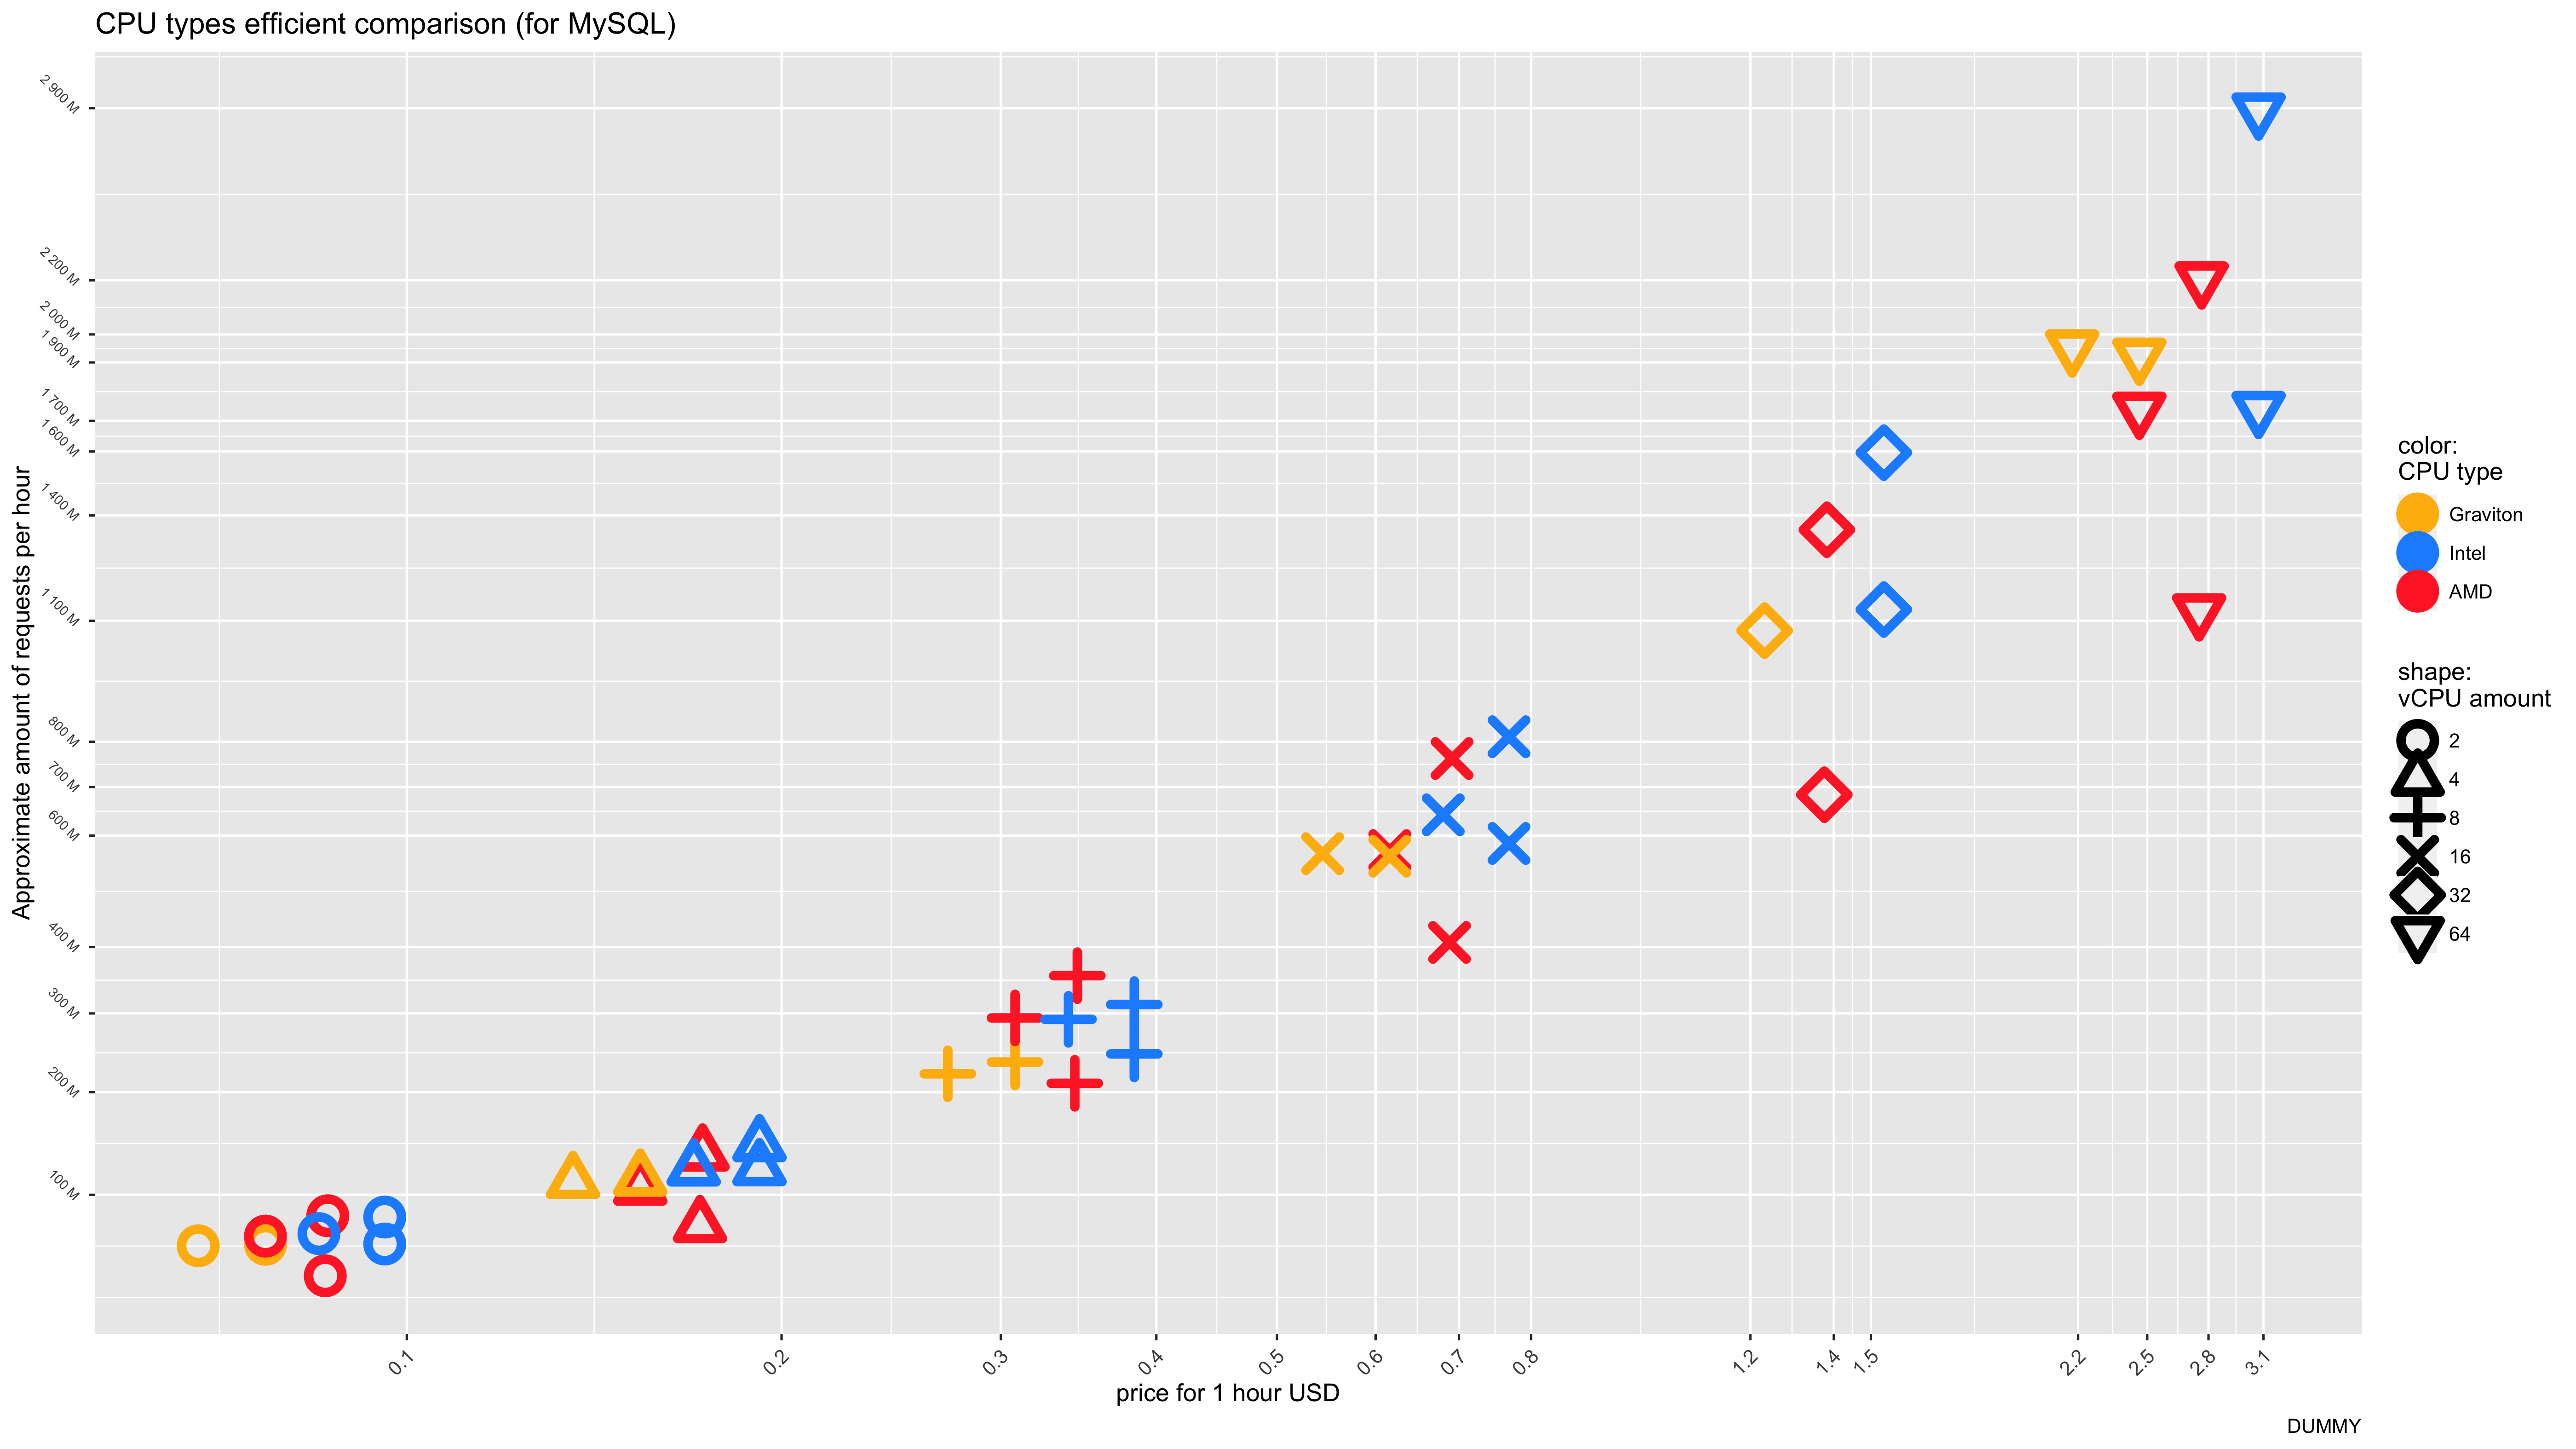 CPU types efficient comparison (for MySQL)
2 900 M
2 200 M
2 000 M
1 900 M
1 700 M
1 600 M
1 400 M
1 100 M
800 M
700 M
600 M
400 M
300 M
200 M
100 M
Approximate amount of requests per hour
0.1
0.2
0.3
0.4
0.5
0.6
0.7
0.8
1.2
1.4
1.5
2.2
2.5
2.8
3.1
price for 1 hour USD
color:
CPU type
Graviton
Intel
AMD
shape:
vCPU amount
2
4
8
16
32
64
DUMMY